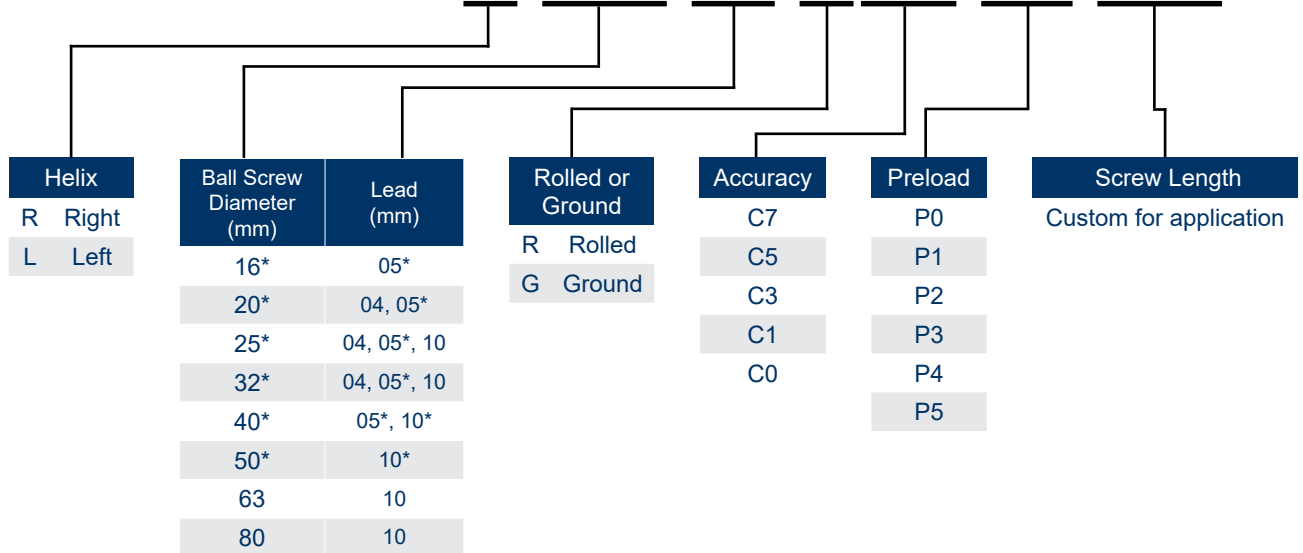 Helix
R Right
L Left
Ball Screw Diameter (mm) Lead (mm)
16* 05*
20* 04, 05*
25* 04, 05*, 10
32* 04, 05*, 10
40* 05*, 10*
50* 10*
63 10
80 10
Rolled or
Ground
R Rolled
G Ground
Accuracy
C7
C5
C3
C1
C0
Preload
P0
P1
P2
P3
P4
P5
Screw Length
Custom for application